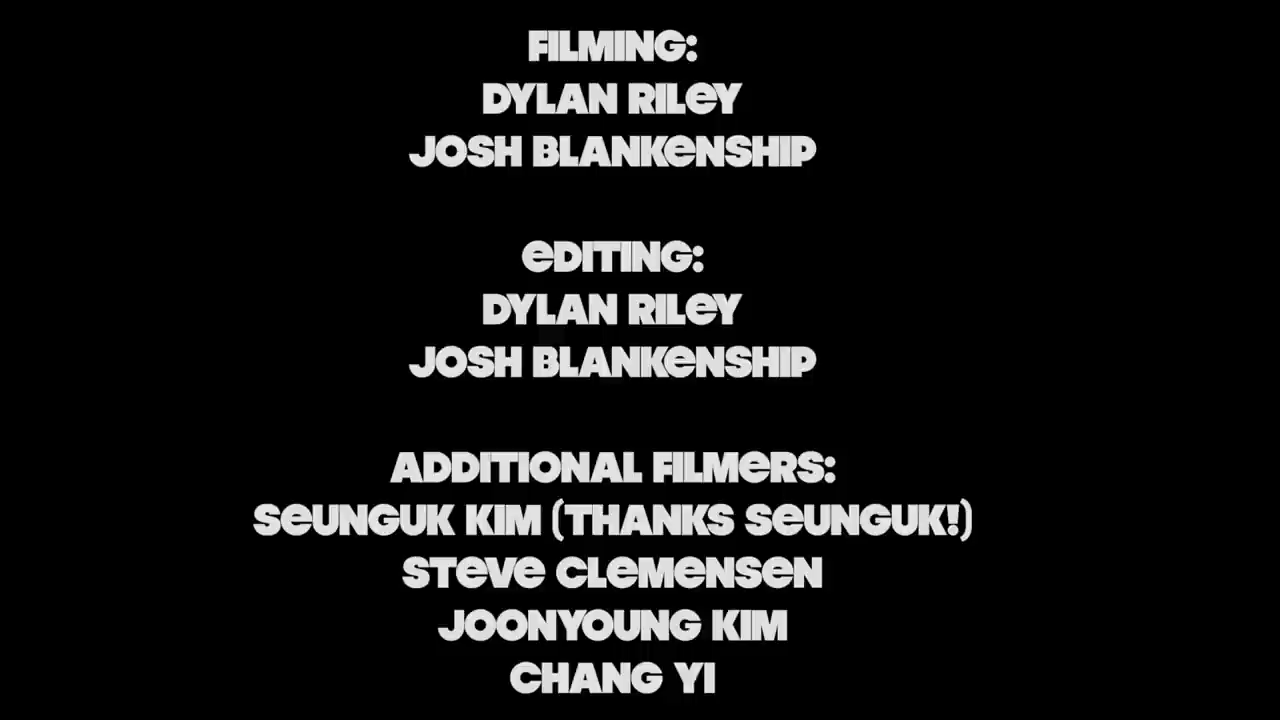 FILMING:
DYLAN RILeY
JOSH BLANKeNSHIP
eDITING:
DYLAN RILeY
JOSH BLANKeNSHIP
ADDITIONAL FILMeRS:
SeUNGUK KIM (THANKS SeUNGUK!)
STeVe CLeMeNSeN
JOONYOUNG KIM
CHANG YI